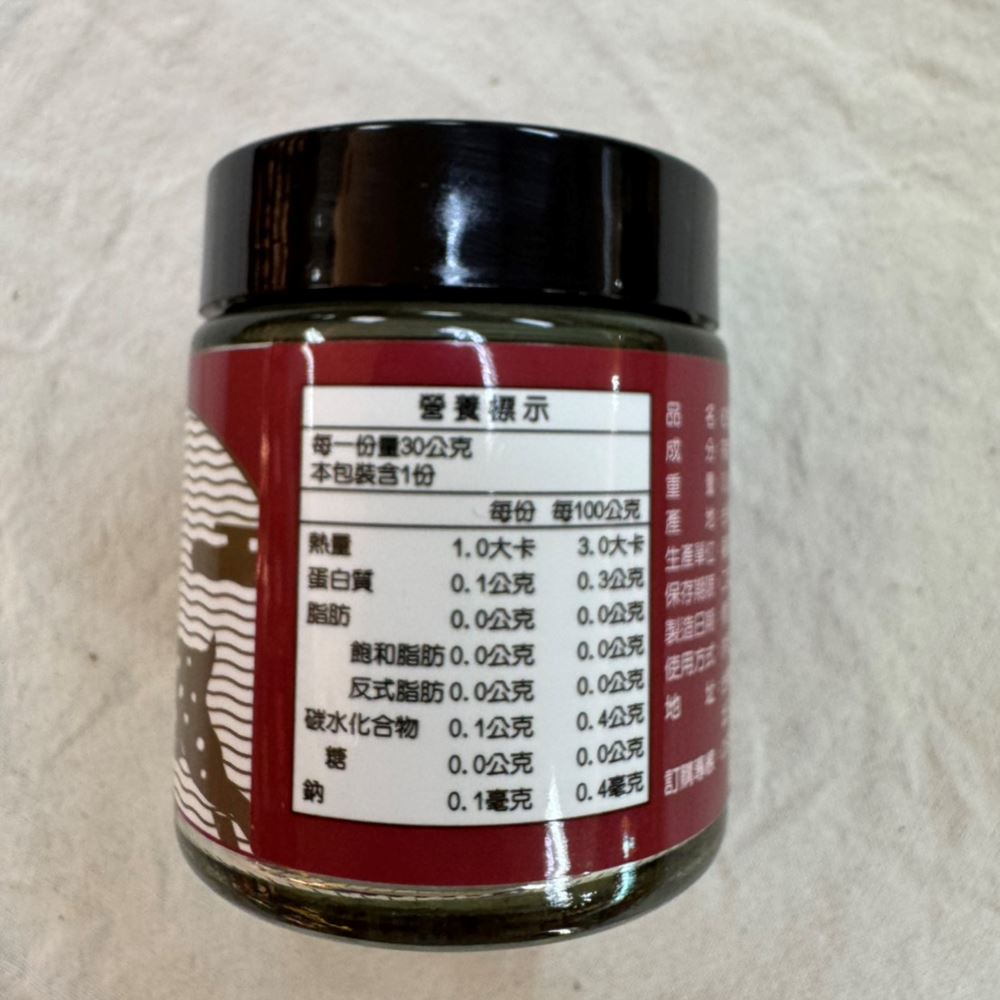 營養標示
每一份量30公克
本包裝含1份
每份 每100公克
熱量 1.0大卡 3.0大卡
蛋白質 0.1公克 0.3公克
脂肪 0.0公克 0.0公克
飽和脂肪 0.0公克 0.0公克
反式脂肪 0.0公克 0.0公克
碳水化合物 0.1公克 0.4公克
糖 0.0公克 0.0公克
鈉 0.1毫克 0.4毫克
品名
成分
重量
產地
生產單位
保存期限
製造日期
使用方式
地址
訂購專線